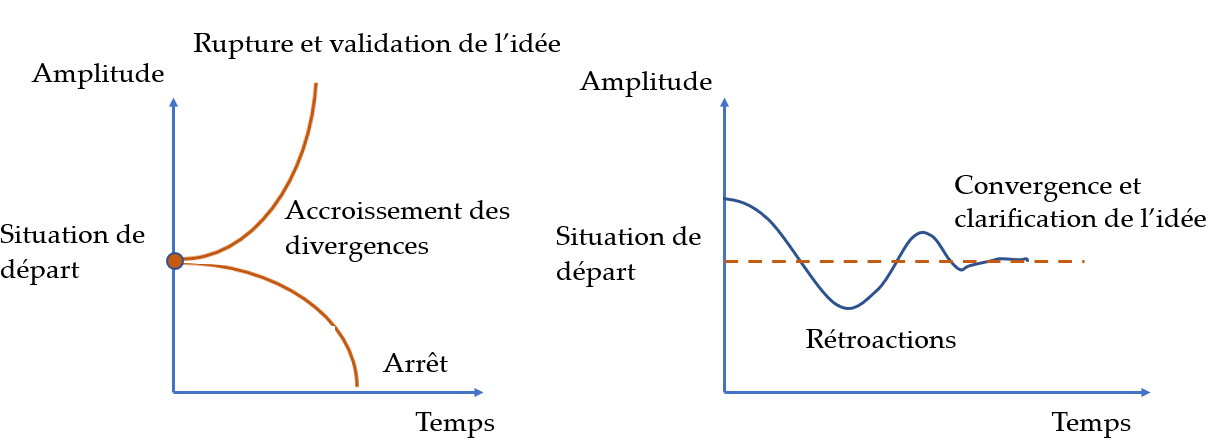 Rupture et validation de l’idée
Amplitude
Accroissement des
divergences
Situation de
départ
Arrêt
Temps
Amplitude
Convergence et
clarification de l’idée
Situation de
départ
Rétroactions
Temps